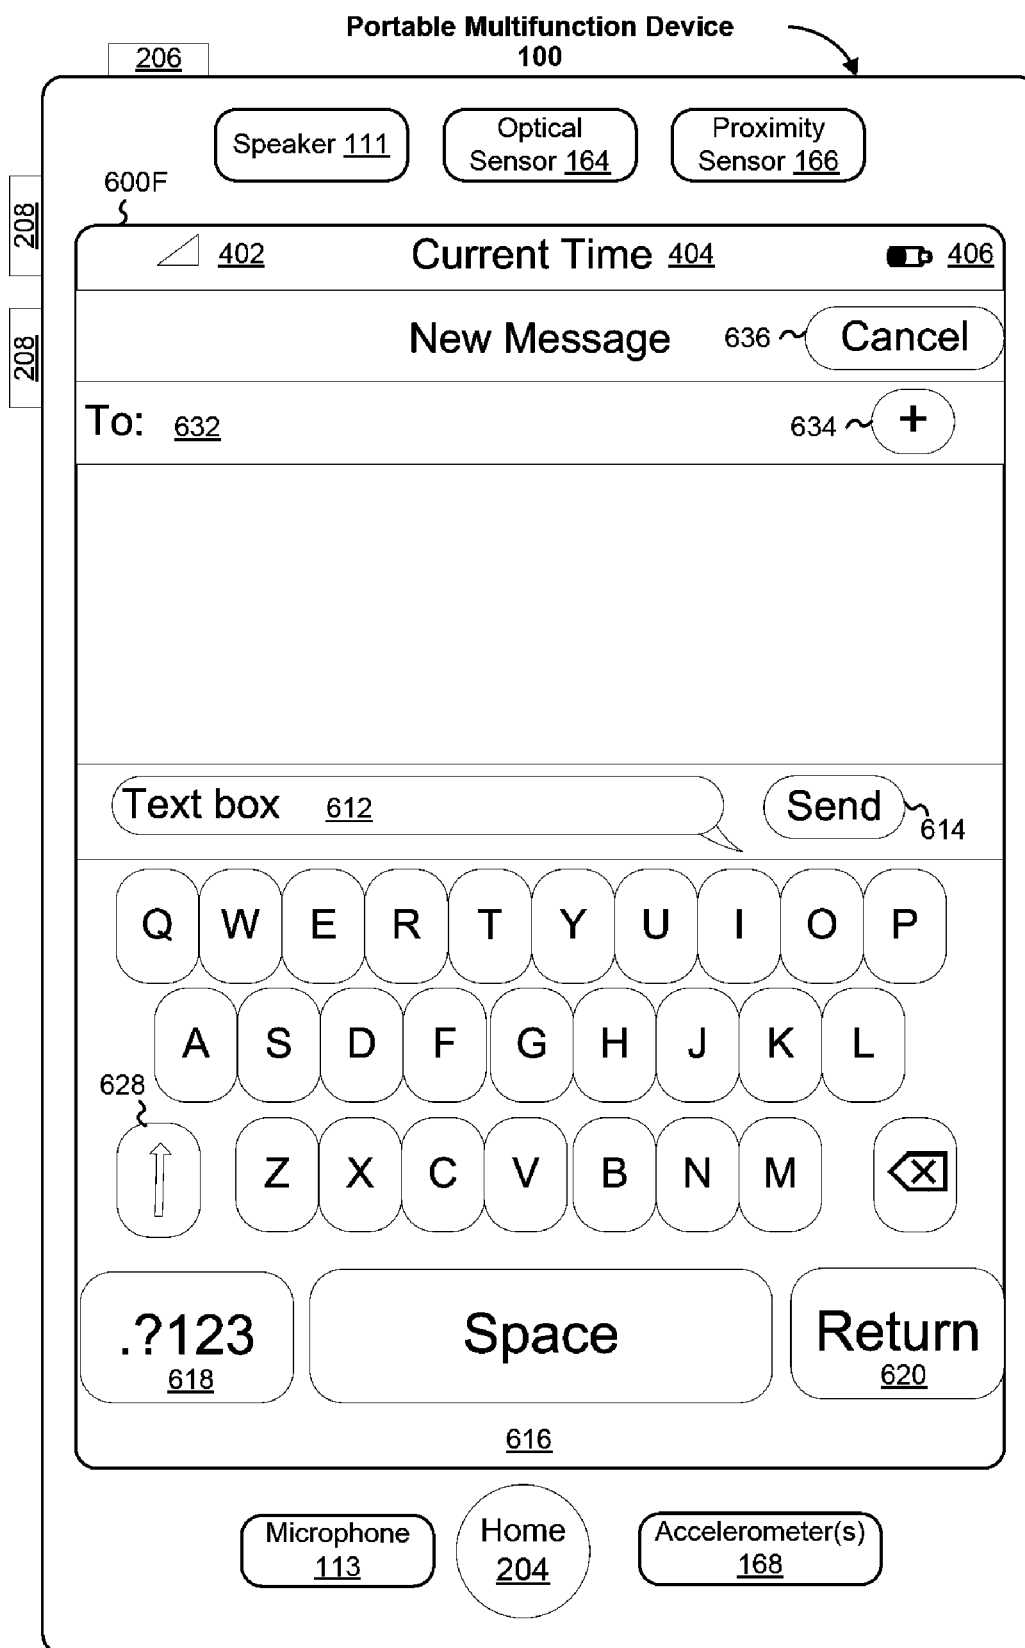 Portable Multifunction Device
100
206
Speaker 111
Optical
Sensor 164
Proximity
Sensor 166
600F
208
208
402
Current Time 404
406
New Message
636
Cancel
To: 632
634
+
Text box 612
Send
614
Q W E R T Y U I O P
A S D F G H J K L
628
Z X C V B N M
.?123
618
Space
Return
620
616
Microphone
113
Home
204
Accelerometer(s)
168